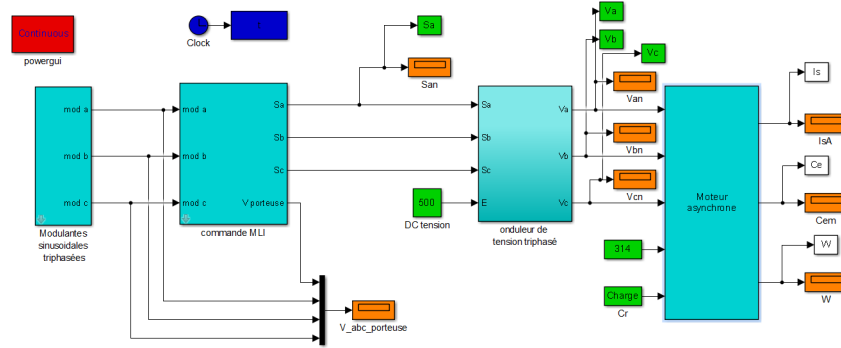 Continuous
powergui
Clock
1
Sa
San
Va
Vb
Vc
Van
Vbn
Vcn
mod a
mod b
mod c
Modulantes
sinusoidales
triphasées
mod a
mod b
mod c
Sa
Sb
Sc
V porteuse
commande MLI
Sa
Sb
Sc
E
Va
Vb
Vc
onduleur de
tension triphasé
500
DC tension
V_abc_porteuse
314
Charge
Cr
Moteur
asynchrone
Is
IsA
Ce
Cem
W
W